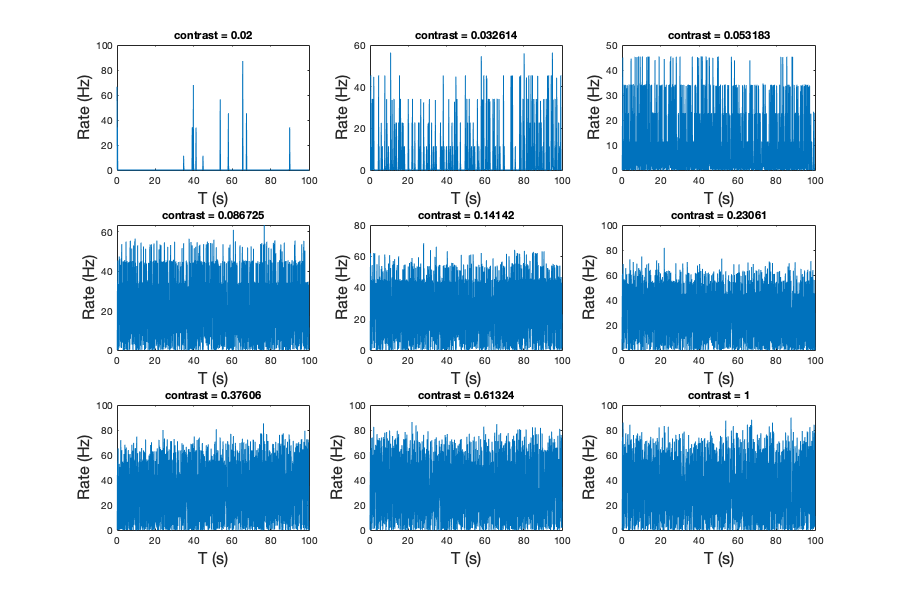 contrast = 0.02
100
80
60
40
20
0
Rate (Hz)
0 20 40 60 80 100
T (s)
contrast = 0.032614
60
40
20
0
Rate (Hz)
0 20 40 60 80 100
T (s)
contrast = 0.053183
50
40
30
20
10
0
Rate (Hz)
0 20 40 60 80 100
T (s)
contrast = 0.086725
60
40
20
0
Rate (Hz)
0 20 40 60 80 100
T (s)
contrast = 0.14142
80
60
40
20
0
Rate (Hz)
0 20 40 60 80 100
T (s)
contrast = 0.23061
100
80
60
40
20
0
Rate (Hz)
0 20 40 60 80 100
T (s)
contrast = 0.37606
100
80
60
40
20
0
Rate (Hz)
0 20 40 60 80 100
T (s)
contrast = 0.61324
100
80
60
40
20
0
Rate (Hz)
0 20 40 60 80 100
T (s)
contrast = 1
100
80
60
40
20
0
Rate (Hz)
0 20 40 60 80 100
T (s)